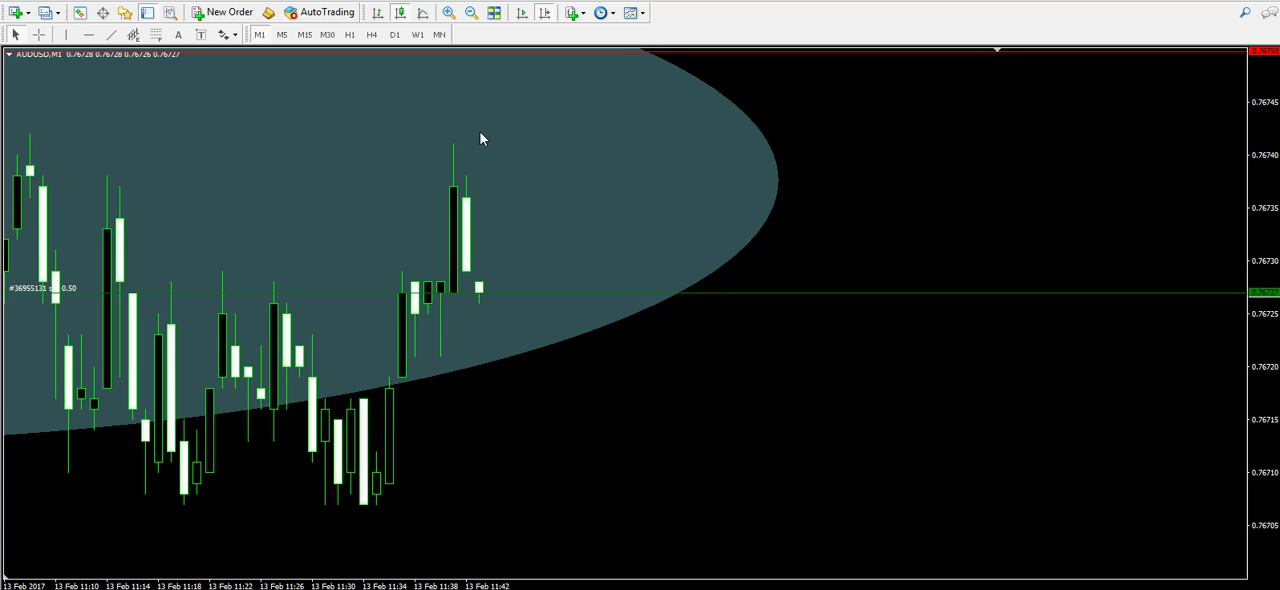 New Order AutoTrading
A T M1 M5 M15 M30 H1 H4 D1 W1 MN
AUDUSD,M1 0.76728 0.76728 0.76726 0.76727
0.76750
0.76745
0.76740
0.76735
0.76730
#36955131 s 0.50
0.76727
0.76725
0.76720
0.76715
0.76710
0.76705
13 Feb 2017 13 Feb 11:10 13 Feb 11:14 13 Feb 11:18 13 Feb 11:22 13 Feb 11:26 13 Feb 11:30 13 Feb 11:34 13 Feb 11:38 13 Feb 11:42